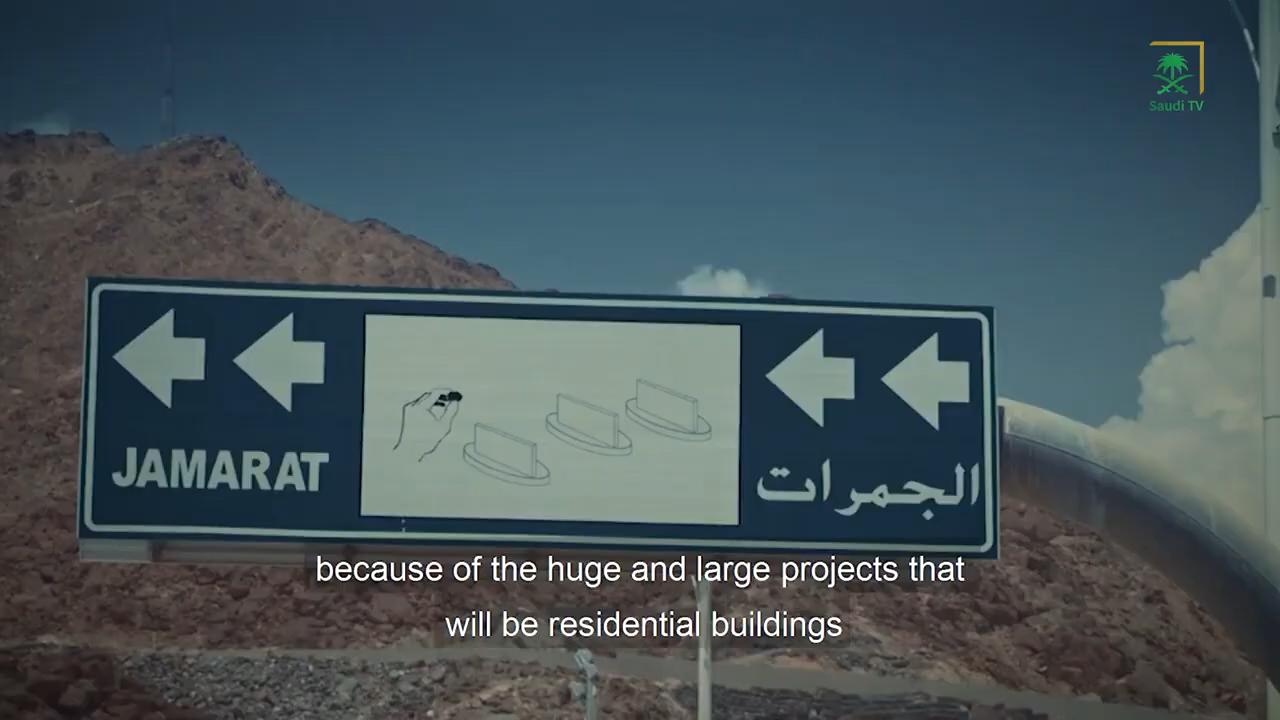 Saudi TV
JAMARAT
الجمرات
because of the huge and large projects that
will be residential buildings